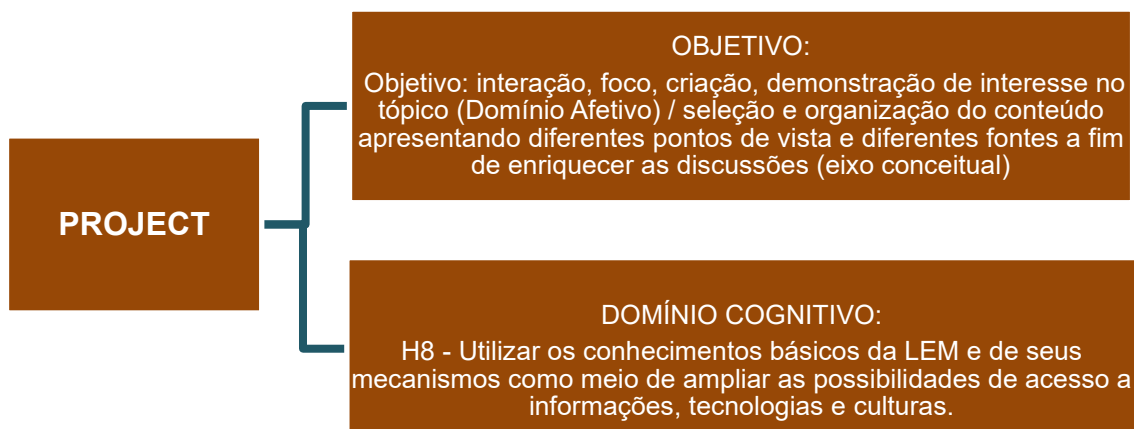 PROJECT
OBJETIVO:
Objetivo: interação, foco, criação, demonstração de interesse no
tópico (Domínio Afetivo) / seleção e organização do conteúdo
apresentando diferentes pontos de vista e diferentes fontes a fim
de enriquecer as discussões (eixo conceitual)
DOMÍNIO COGNITIVO:
H8 - Utilizar os conhecimentos básicos da LEM e de seus
mecanismos como meio de ampliar as possibilidades de acesso a
informações, tecnologias e culturas.